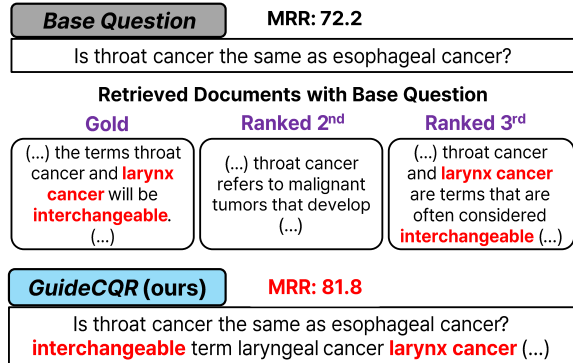 Base Question MRR: 72.2
Is throat cancer the same as esophageal cancer?
Retrieved Documents with Base Question
Gold
(...) the terms throat
cancer and larynx
cancer will be
interchangeable.
(...)
Ranked 2nd
(...) throat cancer
refers to malignant
tumors that develop
(...)
Ranked 3rd
(...) throat cancer
and larynx cancer
are terms that are
often considered
interchangeable (...)
GuideCQR (ours) MRR: 81.8
Is throat cancer the same as esophageal cancer?
interchangeable term laryngeal cancer larynx cancer (...)